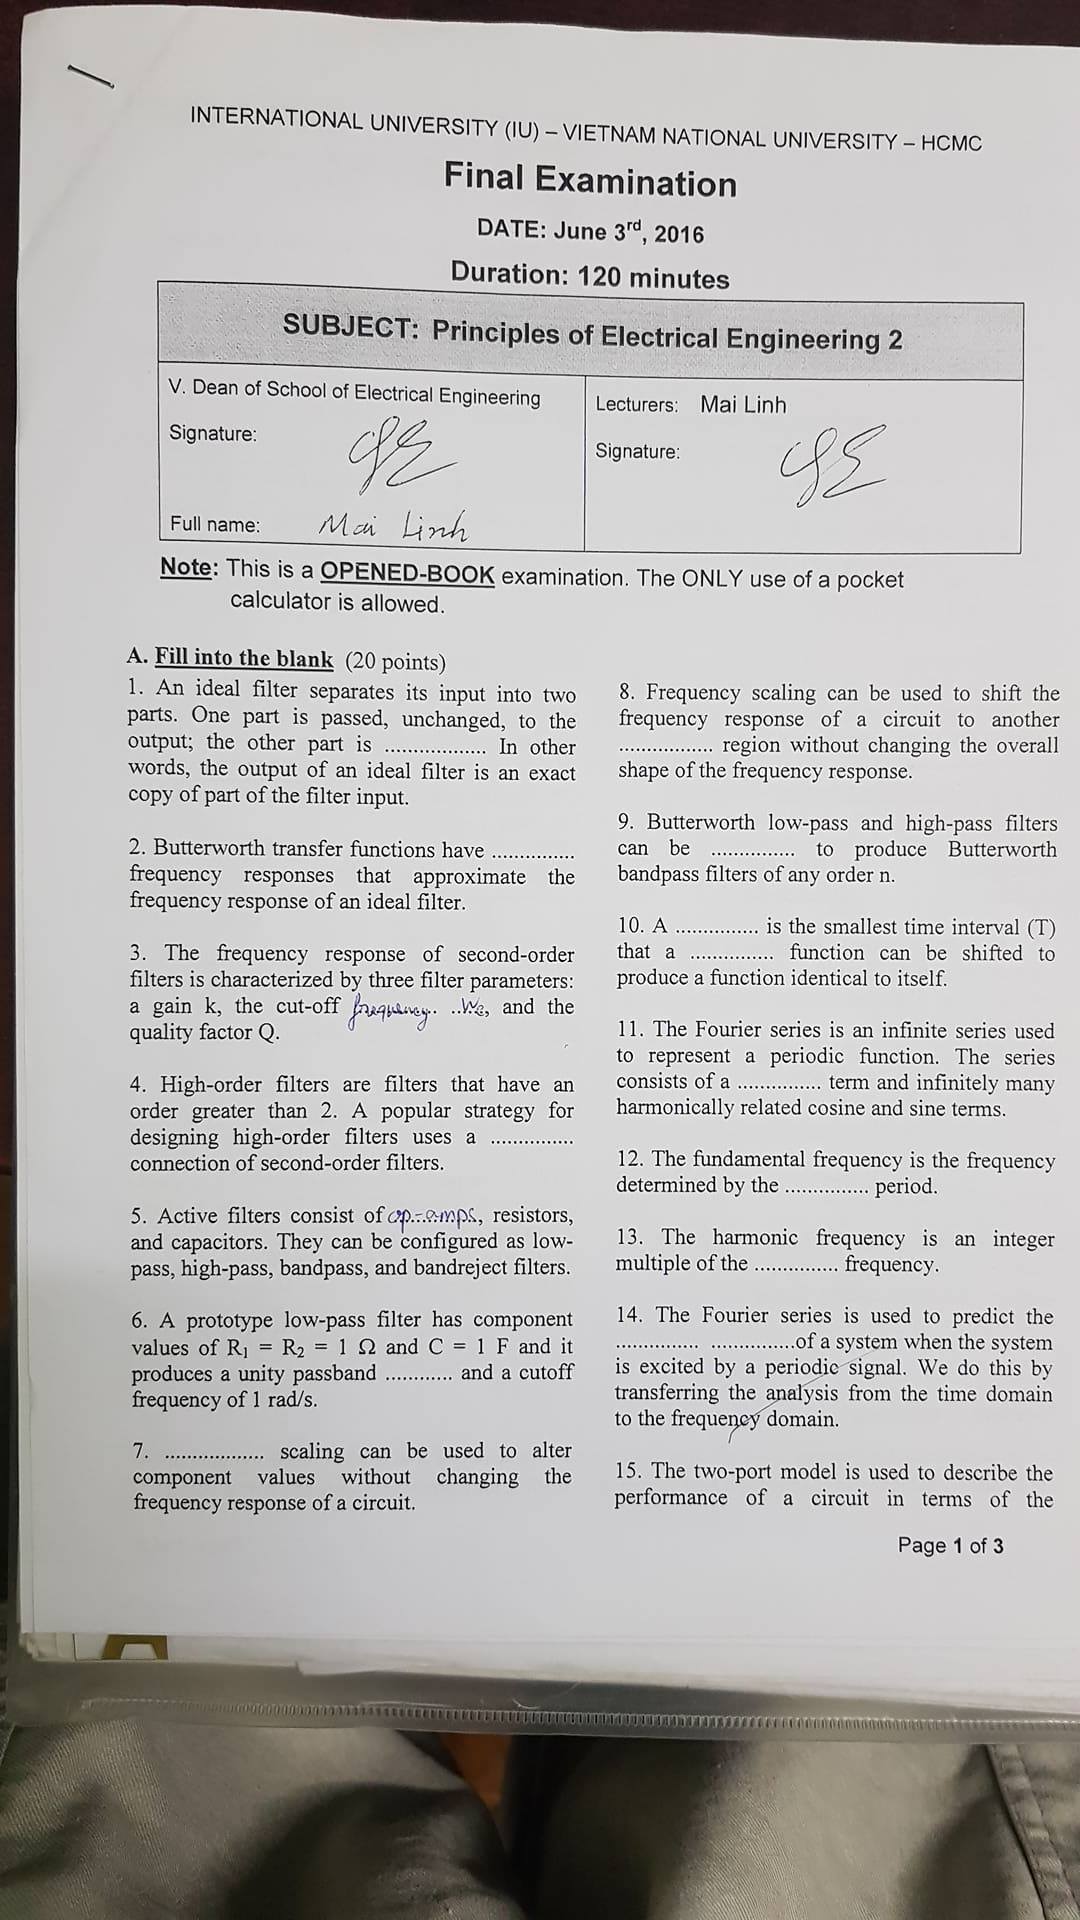 INTERNATIONAL UNIVERSITY (IU) – VIETNAM NATIONAL UNIVERSITY – HCMC
Final Examination
DATE: June 3rd, 2016
Duration: 120 minutes
SUBJECT: Principles of Electrical Engineering 2
V. Dean of School of Electrical Engineering
Signature:
Full name: Mai Linh
Lecturers: Mai Linh
Signature:
Note: This is a OPENED-BOOK examination. The ONLY use of a pocket
calculator is allowed.
A. Fill into the blank (20 points)
1. An ideal filter separates its input into two
parts. One part is passed, unchanged, to the
output; the other part is .................. In other
words, the output of an ideal filter is an exact
copy of part of the filter input.
2. Butterworth transfer functions have ...............
frequency responses that approximate the
frequency response of an ideal filter.
3. The frequency response of second-order
filters is characterized by three filter parameters:
a gain k, the cut-off frequency. ..Wc, and the
quality factor Q.
4. High-order filters are filters that have an
order greater than 2. A popular strategy for
designing high-order filters uses a ...............
connection of second-order filters.
5. Active filters consist of op-amps, resistors,
and capacitors. They can be configured as low-
pass, high-pass, bandpass, and bandreject filters.
6. A prototype low-pass filter has component
values of R1 = R2 = 1 Ω and C = 1 F and it
produces a unity passband ............ and a cutoff
frequency of 1 rad/s.
7. .................. scaling can be used to alter
component values without changing the
frequency response of a circuit.
8. Frequency scaling can be used to shift the
frequency response of a circuit to another
................. region without changing the overall
shape of the frequency response.
9. Butterworth low-pass and high-pass filters
can be ............... to produce Butterworth
bandpass filters of any order n.
10. A ............... is the smallest time interval (T)
that a ............... function can be shifted to
produce a function identical to itself.
11. The Fourier series is an infinite series used
to represent a periodic function. The series
consists of a ............... term and infinitely many
harmonically related cosine and sine terms.
12. The fundamental frequency is the frequency
determined by the ............... period.
13. The harmonic frequency is an integer
multiple of the ............... frequency.
14. The Fourier series is used to predict the
............... ...............of a system when the system
is excited by a periodic signal. We do this by
transferring the analysis from the time domain
to the frequency domain.
15. The two-port model is used to describe the
performance of a circuit in terms of the
Page 1 of 3